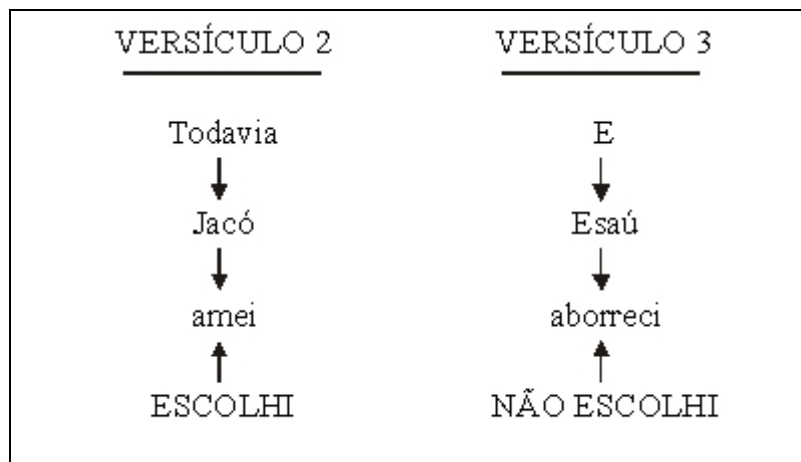 VERSÍCULO 2
Todavia
Jacó
amei
ESCOLHI
VERSÍCULO 3
E
Esaú
aborreci
NÃO ESCOLHI